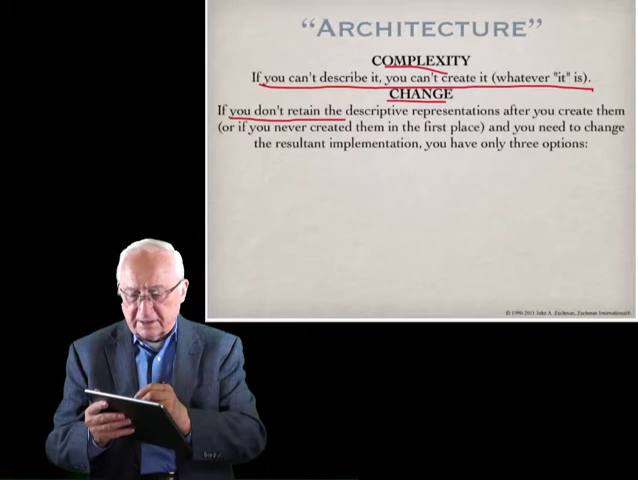 “ARCHITECTURE”
COMPLEXITY
If you can't describe it, you can't create it (whatever "it" is).
CHANGE
If you don't retain the descriptive representations after you create them
(or if you never created them in the first place) and you need to change
the resultant implementation, you have only three options:
© 1990-2011 John A. Zachman, Zachman International®